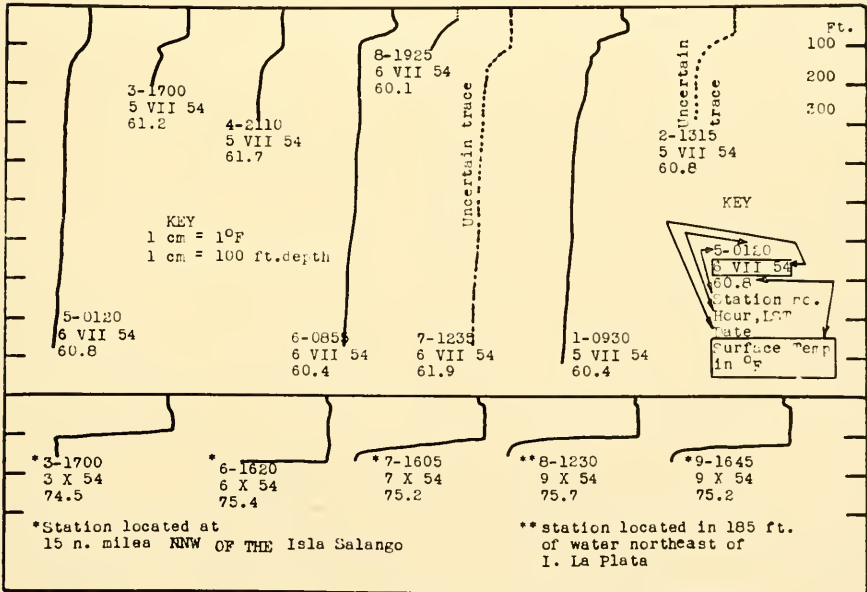 Ft.
100
200
300
3-1700
5 VII 54
61.2
4-2110
5 VII 54
61.7
8-1925
6 VII 54
60.1
Uncertain trace
Uncertain
trace
2-1315
5 VII 54
60.8
KEY
1 cm = 1°F
1 cm = 100 ft.depth
KEY
5-0120
6 VII 54
60.8
Station
Hour,
Date
Surface Temp
in °F
5-0120
6 VII 54
60.8
6-0855
6 VII 54
60.4
7-1235
6 VII 54
61.9
1-0930
5 VII 54
60.4
*3-1700
3 X 54
74.5
*6-1620
6 X 54
75.4
*7-1605
7 X 54
75.2
**8-1230
9 X 54
75.7
*9-1645
9 X 54
75.2
*Station located at
15 n. milea NNW OF THE Isla Salango
** station located in 185 ft.
of water northeast of
I. La Plata